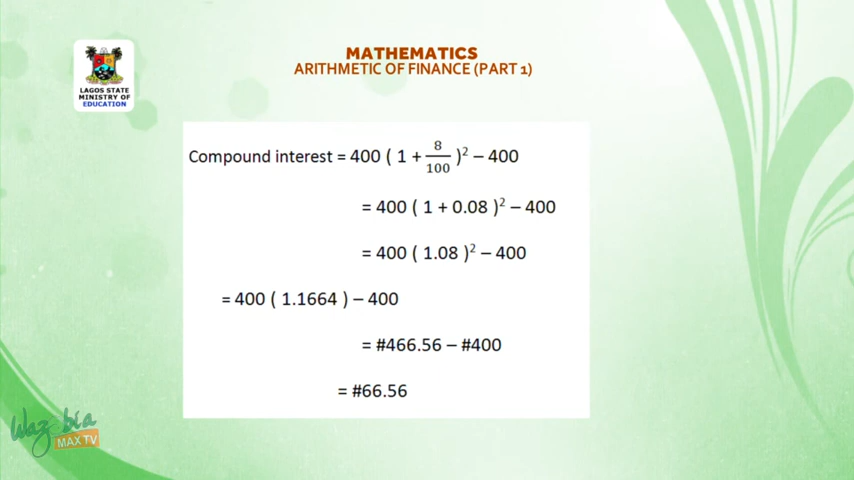 MATHEMATICS
ARITHMETIC OF FINANCE (PART 1)
LAGOS STATE
MINISTRY OF
EDUCATION
Compound interest = 400 ( 1 + 8/100 )² – 400
= 400 ( 1 + 0.08 )² – 400
= 400 ( 1.08 )² – 400
= 400 ( 1.1664 ) – 400
= #466.56 – #400
= #66.56
Wazobia
MAX TV